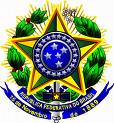 REPÚBLICA FEDERATIVA DO BRASIL
15 de Novembro de 1889